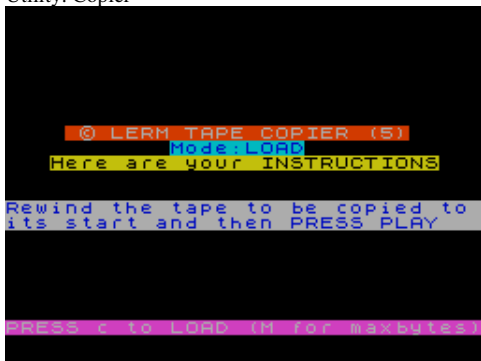 Utility: Copier
© LERM TAPE COPIER (5)
Mode:LOAD
Here are your INSTRUCTIONS
Rewind the tape to be copied to
its start and then PRESS PLAY
PRESS c to LOAD (M for maxbytes)